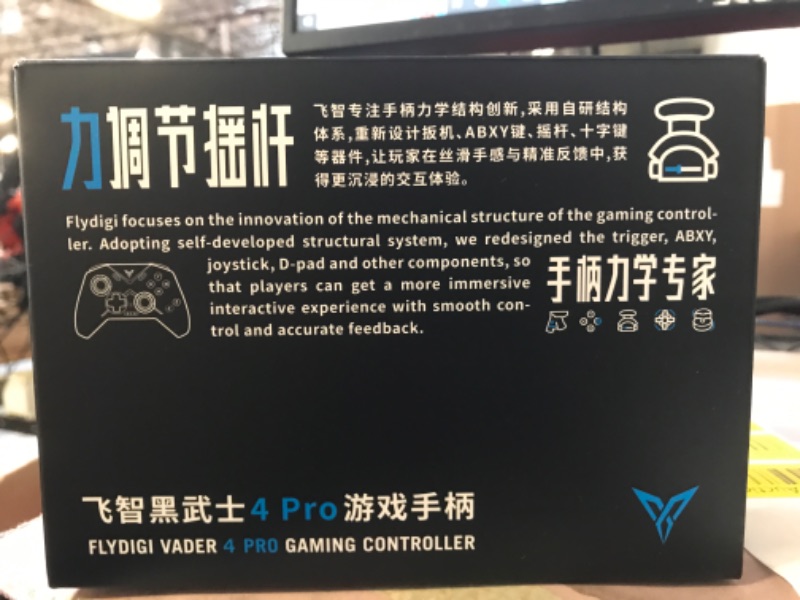 力调节摇杆
飞智专注手柄力学结构创新,采用自研结构
体系,重新设计扳机、ABXY键、摇杆、十字键
等器件,让玩家在丝滑手感与精准反馈中,获
得更沉浸的交互体验。
Flydigi focuses on the innovation of the mechanical structure of the gaming control-
ler. Adopting self-developed structural system, we redesigned the trigger, ABXY,
joystick, D-pad and other components, so
that players can get a more immersive
interactive experience with smooth con-
trol and accurate feedback.
手柄力学专家
飞智黑武士4 Pro游戏手柄
FLYDIGI VADER 4 PRO GAMING CONTROLLER